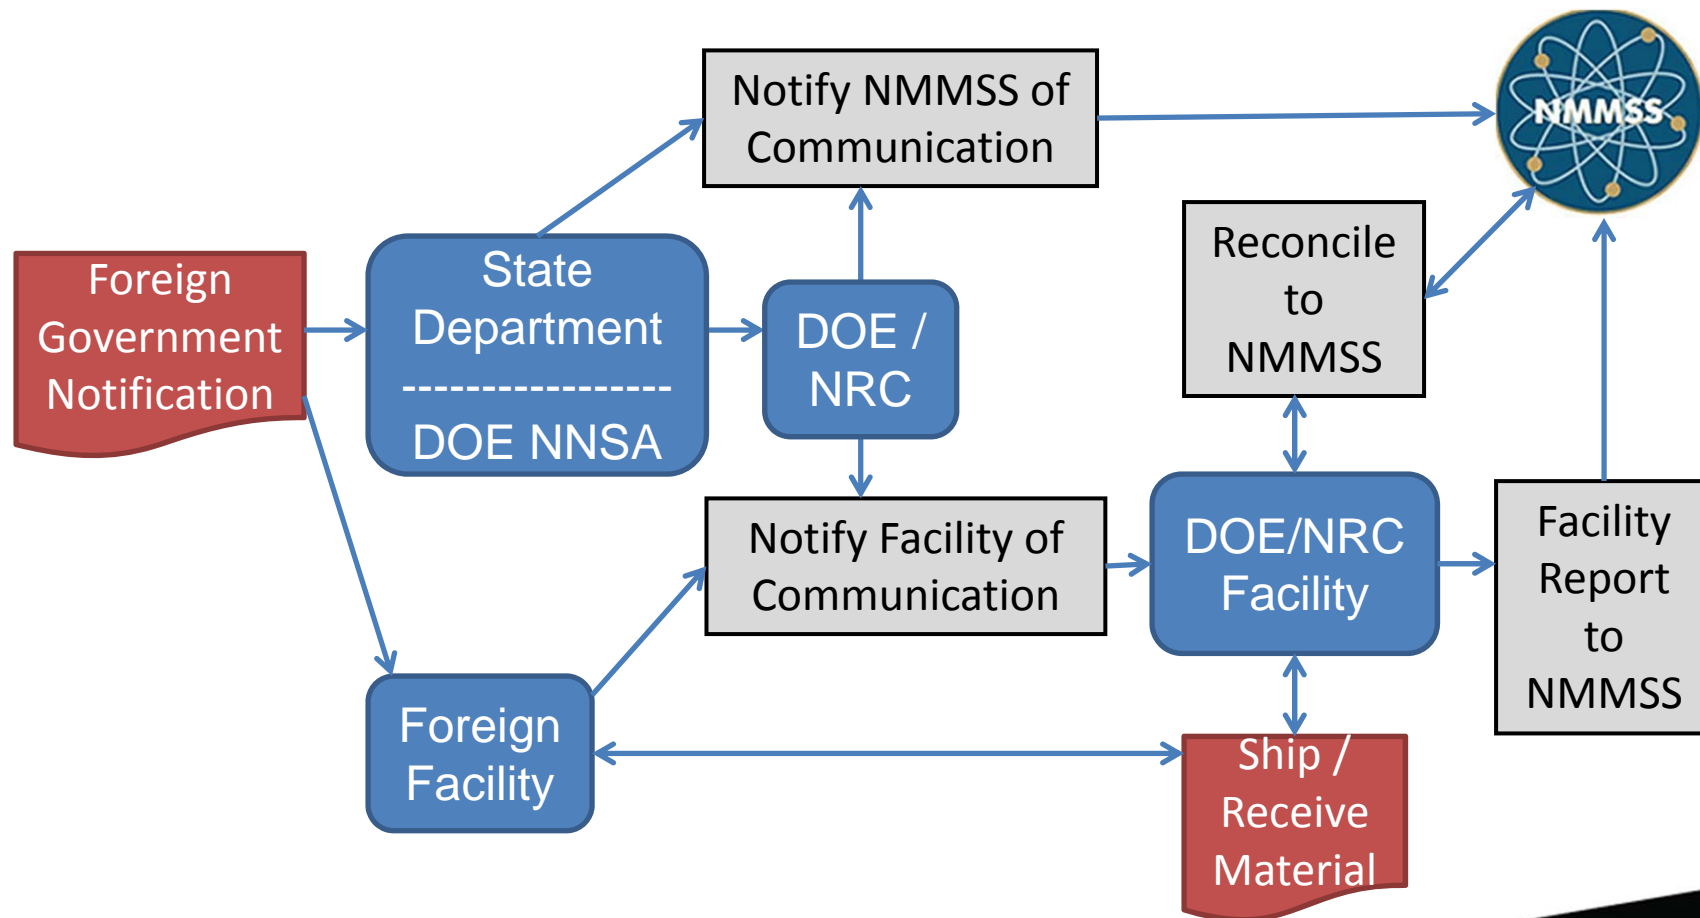 Notify NMMSS of
Communication
NMMSS
Foreign
Government
Notification
State
Department
-----------------
DOE NNSA
DOE /
NRC
Reconcile
to
NMMSS
Notify Facility of
Communication
DOE/NRC
Facility
Facility
Report
to
NMMSS
Foreign
Facility
Ship /
Receive
Material